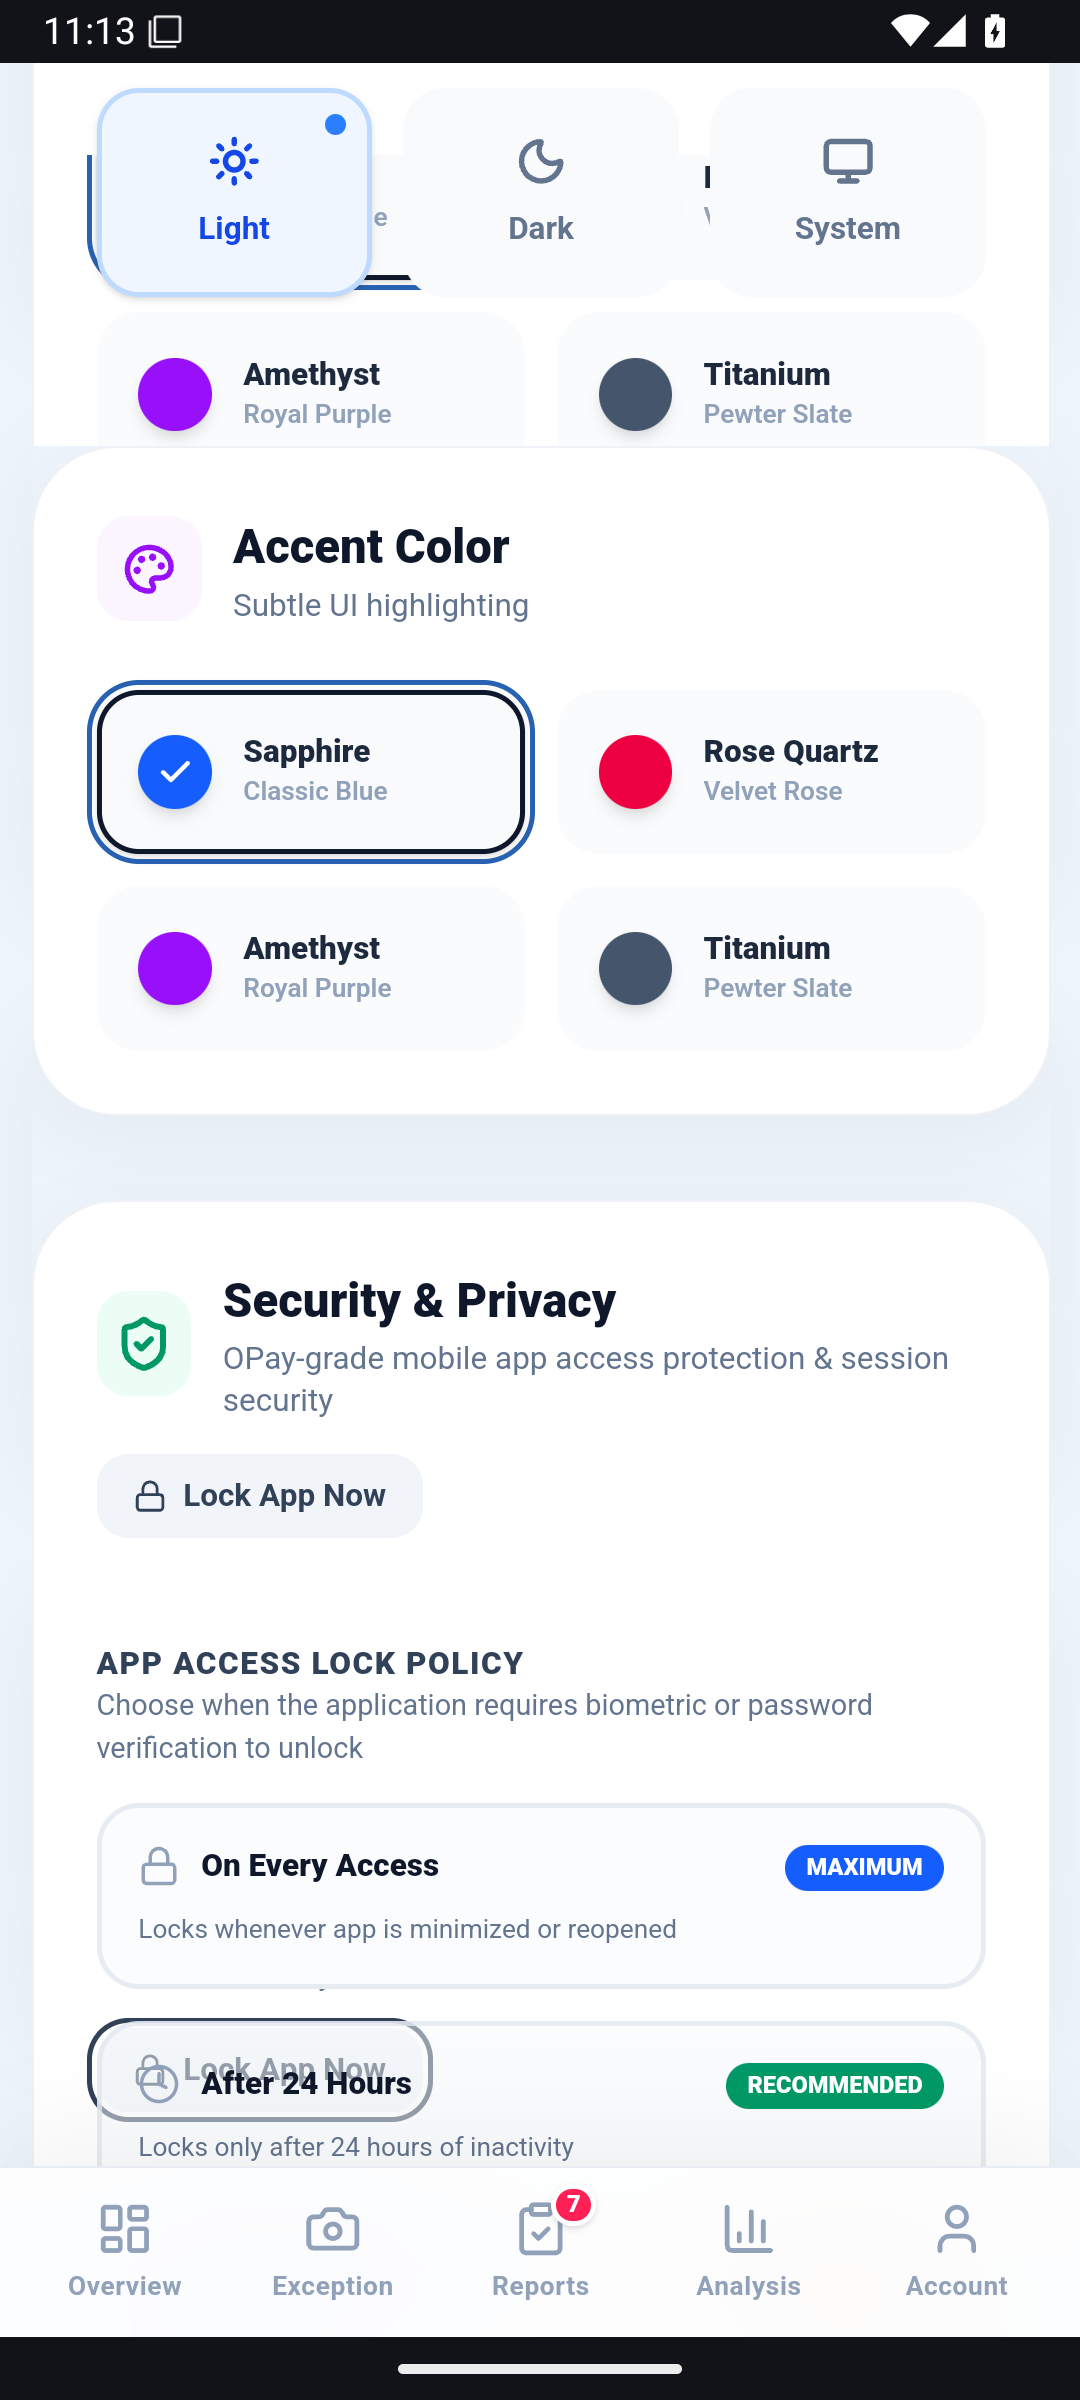 11:13
Light
Dark
System
Amethyst
Royal Purple
Titanium
Pewter Slate
Accent Color
Subtle UI highlighting
Sapphire
Classic Blue
Rose Quartz
Velvet Rose
Amethyst
Royal Purple
Titanium
Pewter Slate
Security & Privacy
OPay-grade mobile app access protection & session
security
Lock App Now
APP ACCESS LOCK POLICY
Choose when the application requires biometric or password
verification to unlock
On Every Access
MAXIMUM
Locks whenever app is minimized or reopened
Lock App Now
After 24 Hours
RECOMMENDED
Locks only after 24 hours of inactivity
7
Overview
Exception
Reports
Analysis
Account